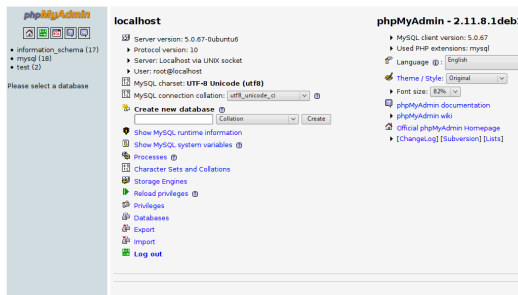 phpMyAdmin
information_schema (17)
mysql (18)
test (2)
Please select a database
localhost
Server version: 5.0.67-0ubuntu6
Protocol version: 10
Server: Localhost via UNIX socket
User: root@localhost
MySQL charset: UTF-8 Unicode (utf8)
MySQL connection collation: utf8_unicode_ci
Create new database
Collation Create
Show MySQL runtime information
Show MySQL system variables
Processes
Character Sets and Collations
Storage Engines
Reload privileges
Privileges
Databases
Export
Import
Log out
phpMyAdmin - 2.11.8.1deb
MySQL client version: 5.0.67
Used PHP extensions: mysql
Language : English
Theme / Style: Original
Font size: 82%
phpMyAdmin documentation
phpMyAdmin wiki
Official phpMyAdmin Homepage
[ChangeLog] [Subversion] [Lists]